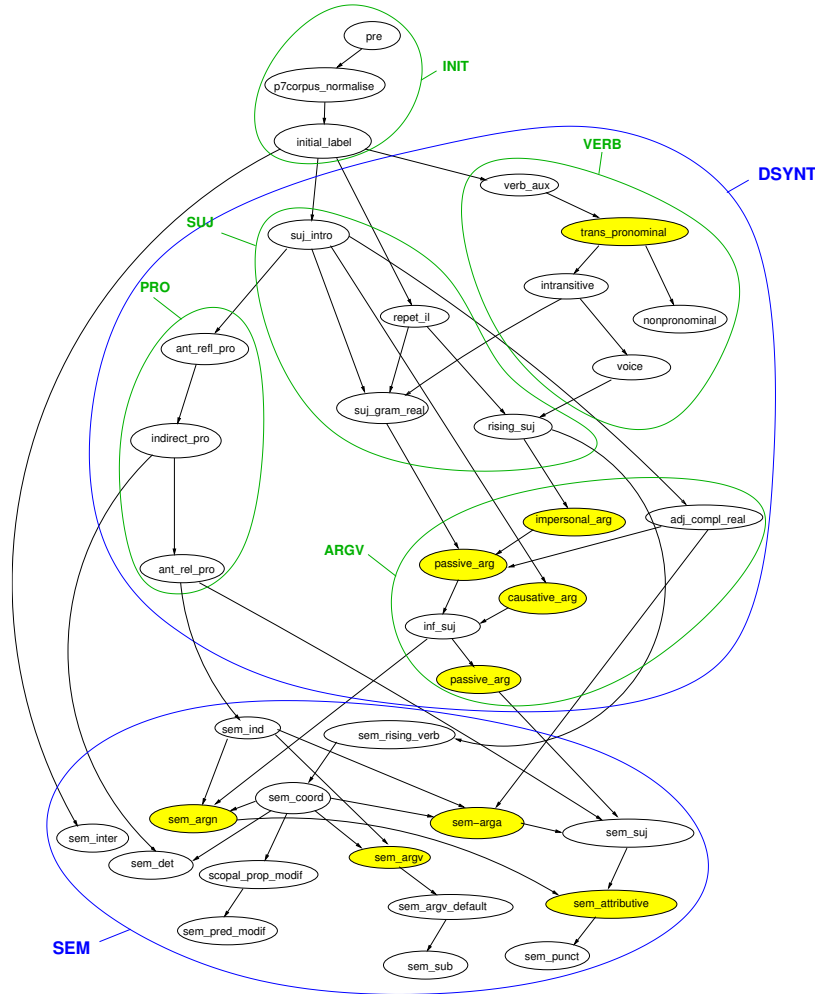 pre
INIT
p7corpus_normalise
initial_label
VERB
DSYNT
verb_aux
SUJ
suj_intro
trans_pronominal
PRO
intransitive
repet_il
nonpronominal
ant_refl_pro
voice
suj_gram_real
rising_suj
indirect_pro
impersonal_arg
adj_compl_real
ARGV
passive_arg
ant_rel_pro
causative_arg
inf_suj
passive_arg
sem_ind
sem_rising_verb
sem_coord
sem_argn
sem-arga
sem_suj
sem_inter
sem_det
sem_argv
scopal_prop_modif
sem_argv_default
sem_attributive
sem_pred_modif
SEM
sem_punct
sem_sub